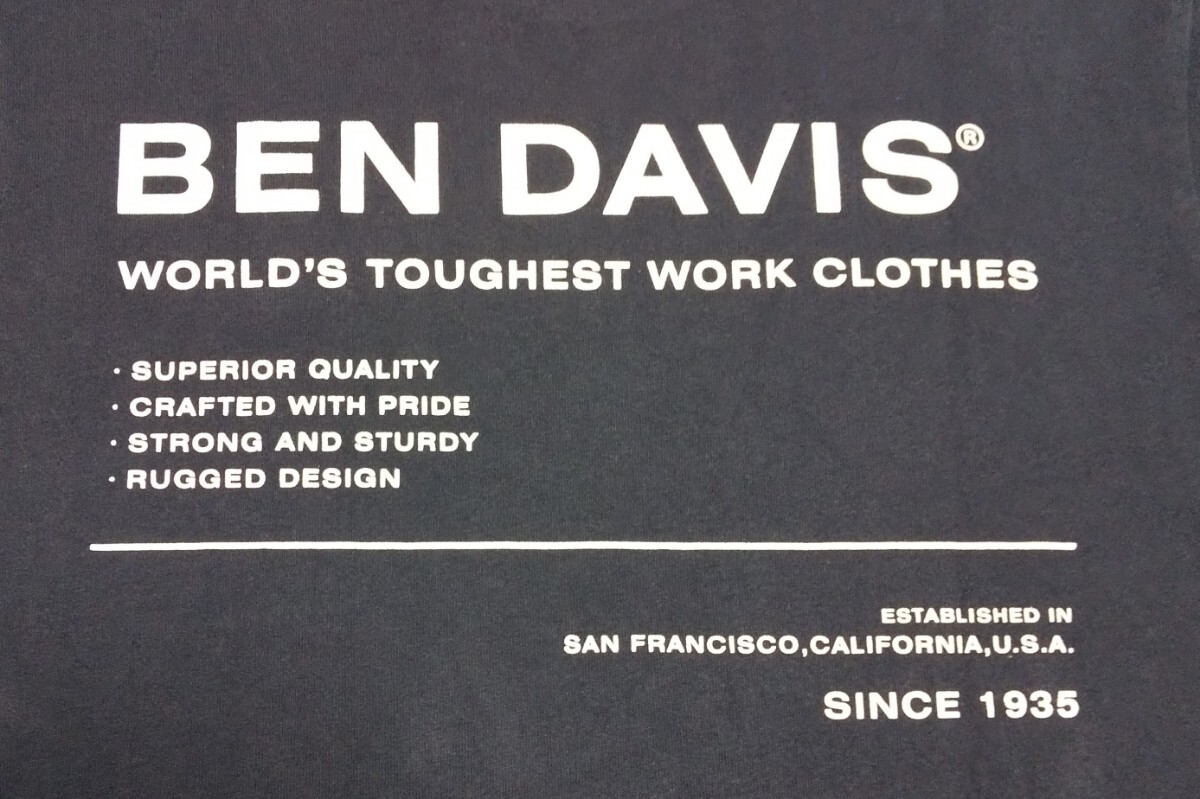 BEN DAVIS®
WORLD'S TOUGHEST WORK CLOTHES
· SUPERIOR QUALITY
· CRAFTED WITH PRIDE
· STRONG AND STURDY
· RUGGED DESIGN
ESTABLISHED IN
SAN FRANCISCO,CALIFORNIA,U.S.A.
SINCE 1935